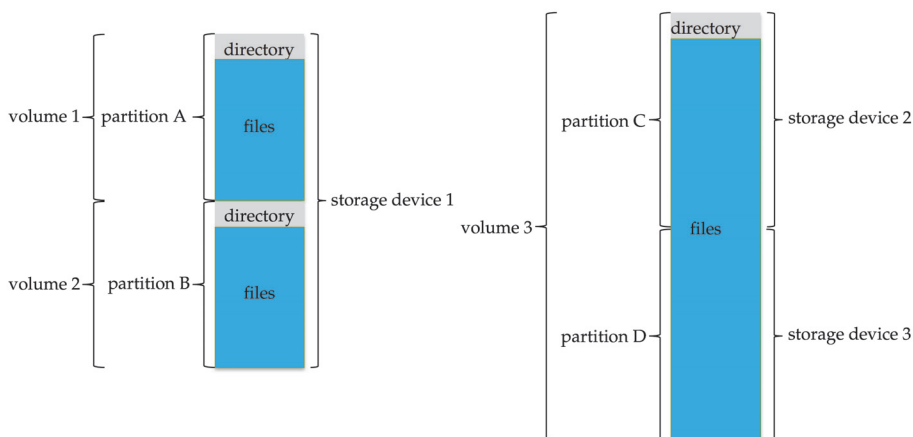 directory
volume 1
partition A
files
directory
storage device 1
volume 2
partition B
files
directory
partition C
storage device 2
volume 3
files
partition D
storage device 3